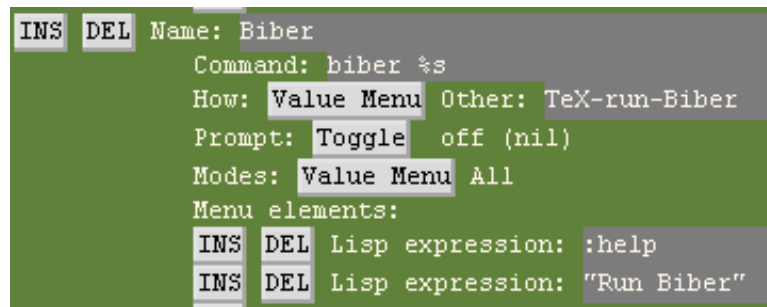 INS DEL Name: Biber
Command: biber %s
How: Value Menu Other: TeX-run-Biber
Prompt: Toggle off (nil)
Modes: Value Menu All
Menu elements:
INS DEL Lisp expression: :help
INS DEL Lisp expression: "Run Biber"